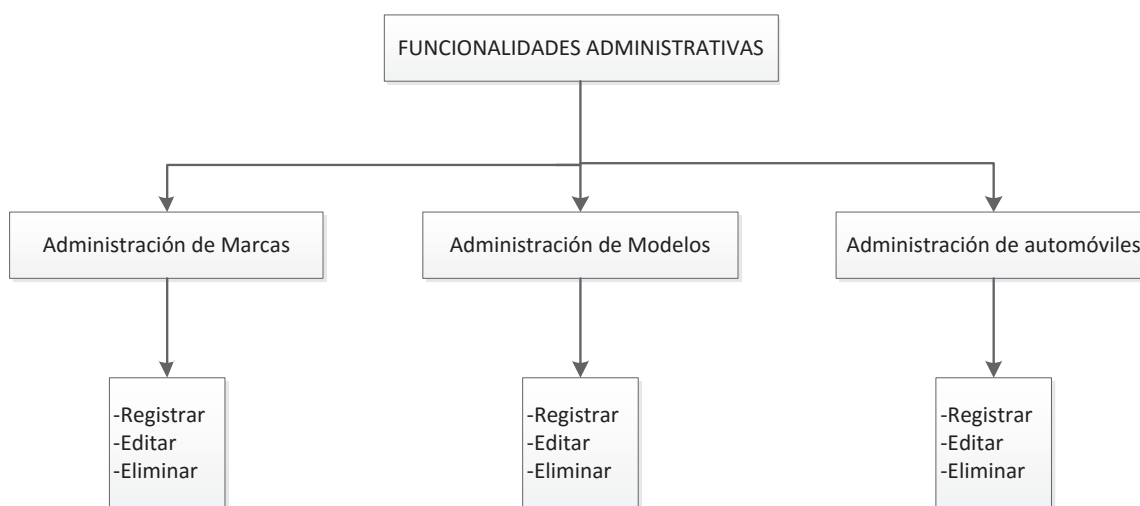 FUNCIONALIDADES ADMINISTRATIVAS
Administración de Marcas
Administración de Modelos
Administración de automóviles
-Registrar
-Editar
-Eliminar
-Registrar
-Editar
-Eliminar
-Registrar
-Editar
-Eliminar